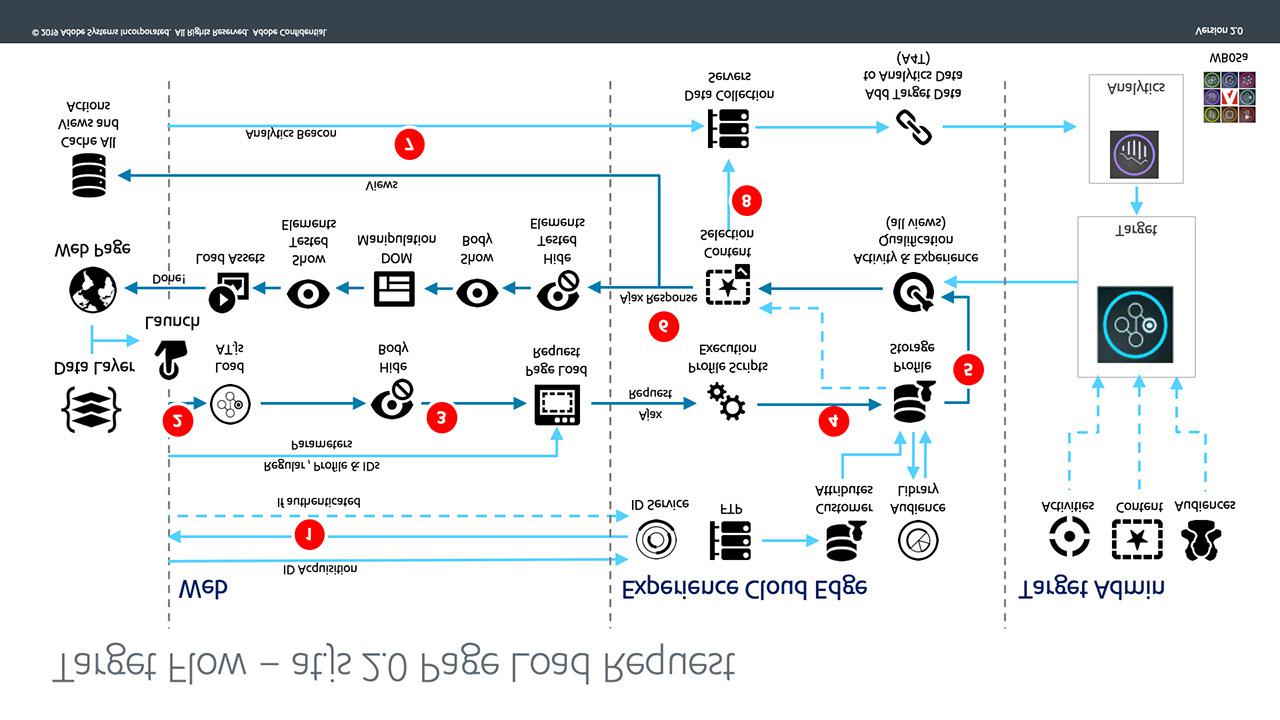 Target Flow – at.js 2.0 Page Load Request
Web
Experience Cloud Edge
Target Admin
ID Acquisition
1
If authenticated
ID Service
FTP
Customer
Attributes
Audience
Library
Activities
Content
Audiences
Regular, Profile & IDs
Parameters
Data Layer
2
Launch
Load
AT.js
Hide
Body
3
Page Load
Request
Ajax
Request
Profile Scripts
Execution
4
Profile
Storage
5
Web Page
Done!
Load Assets
Show
Tested
Elements
DOM
Manipulation
Show
Body
Hide
Tested
Elements
6
Ajax Response
Content
Selection
Activity & Experience
Qualification
(all views)
Target
Views
8
Cache All
Views and
Actions
7
Analytics Beacon
Data Collection
Servers
Add Target Data
to Analytics Data
(A4T)
Analytics
WB05a
© 2019 Adobe Systems Incorporated. All Rights Reserved. Adobe Confidential.
Version 2.0